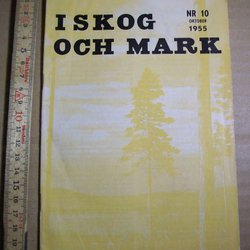 I SKOG
NR 10
OKTOBER
1955
OCH MARK